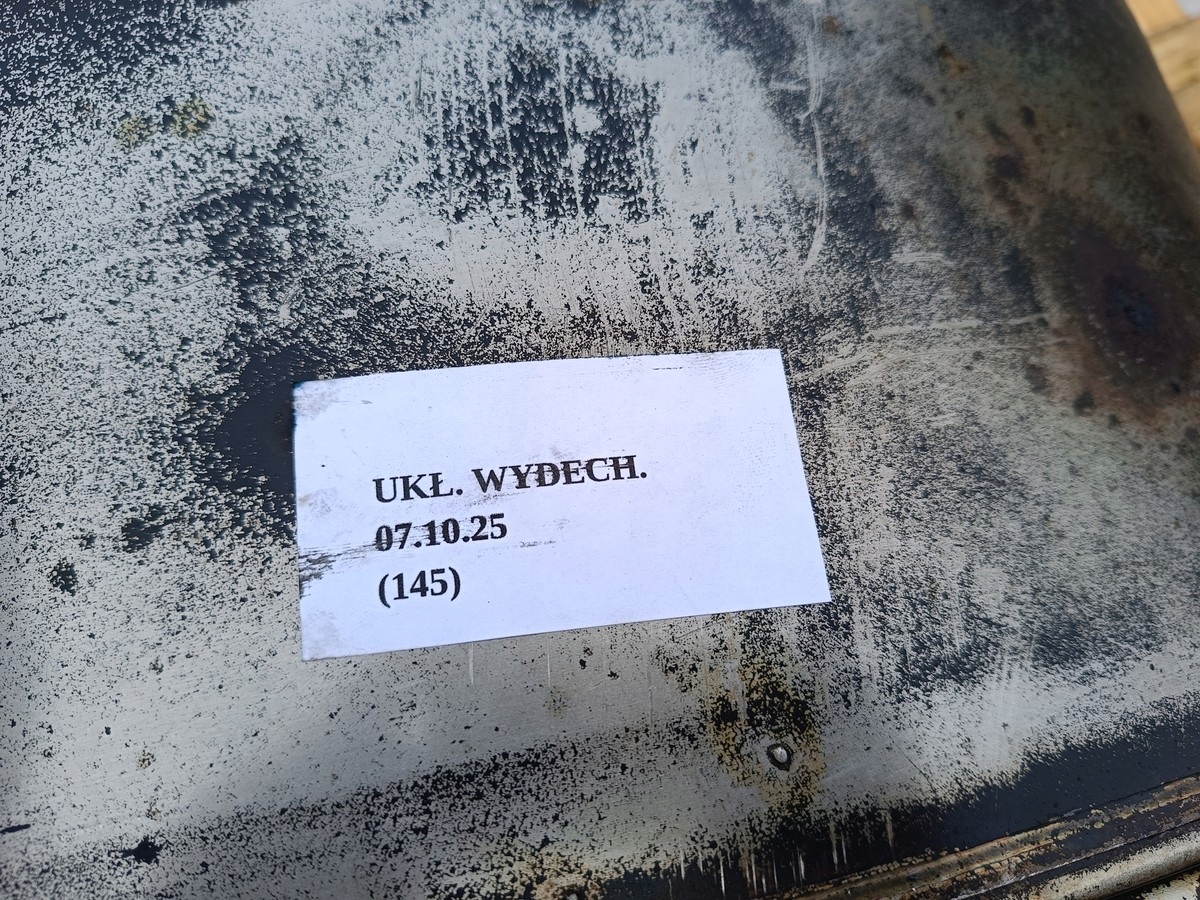 UKŁ. WYDECH.
07.10.25
(145)